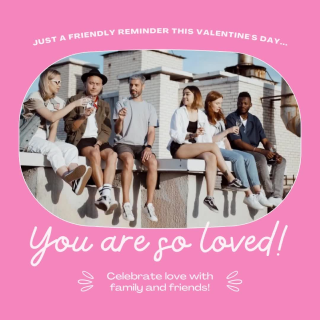 JUST A FRIENDLY REMINDER THIS VALENTINE'S DAY...
You are so loved!
Celebrate love with
family and friends!